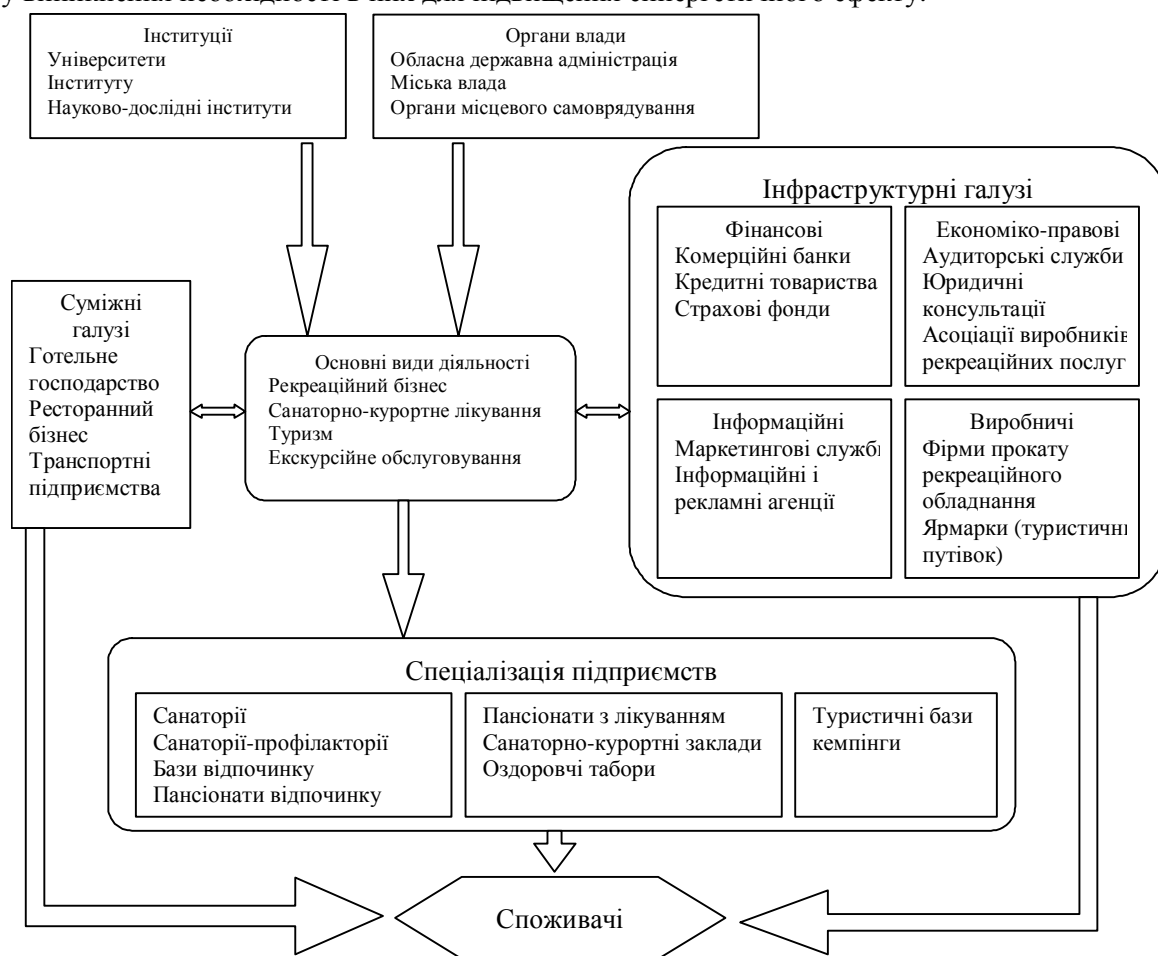 Інституції
Університети
Інституту
Науково-дослідні інститути
Органи влади
Обласна державна адміністрація
Міська влада
Органи місцевого самоврядування
Інфраструктурні галузі
Фінансові
Комерційні банки
Кредитні товариства
Страхові фонди
Економіко-правові
Аудиторські служби
Юридичні
консультації
Асоціації виробників
рекреаційних послуг
Суміжні
галузі
Готельне
господарство
Ресторанний
бізнес
Транспортні
підприємства
Основні види діяльності
Рекреаційний бізнес
Санаторно-курортне лікування
Туризм
Екскурсійне обслуговування
Інформаційні
Маркетингові служб
Інформаційні і
рекламні агенції
Виробничі
Фірми прокату
рекреаційного
обладнання
Ярмарки (туристичн
путівок)
Спеціалізація підприємств
Санаторії
Санаторії-профілакторії
Бази відпочинку
Пансіонати відпочинку
Пансіонати з лікуванням
Санаторно-курортні заклади
Оздоровчі табори
Туристичні бази
кемпінги
Споживачі